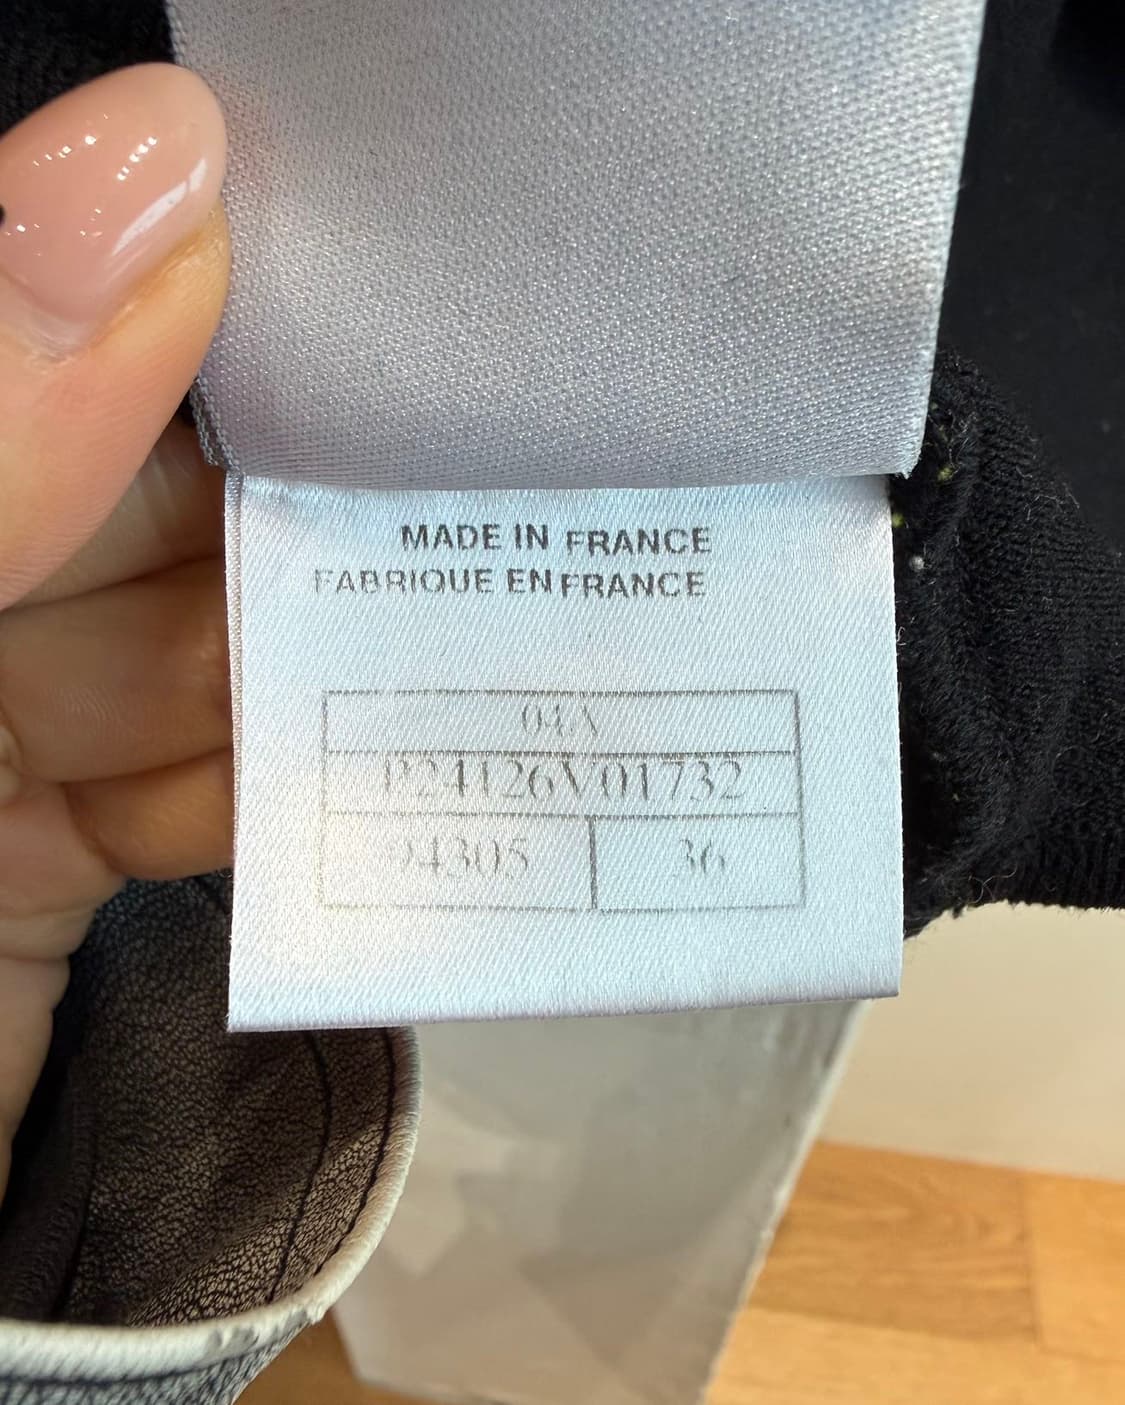 MADE IN FRANCE
FABRIQUE EN FRANCE
04A
P24126V01732
94305 36